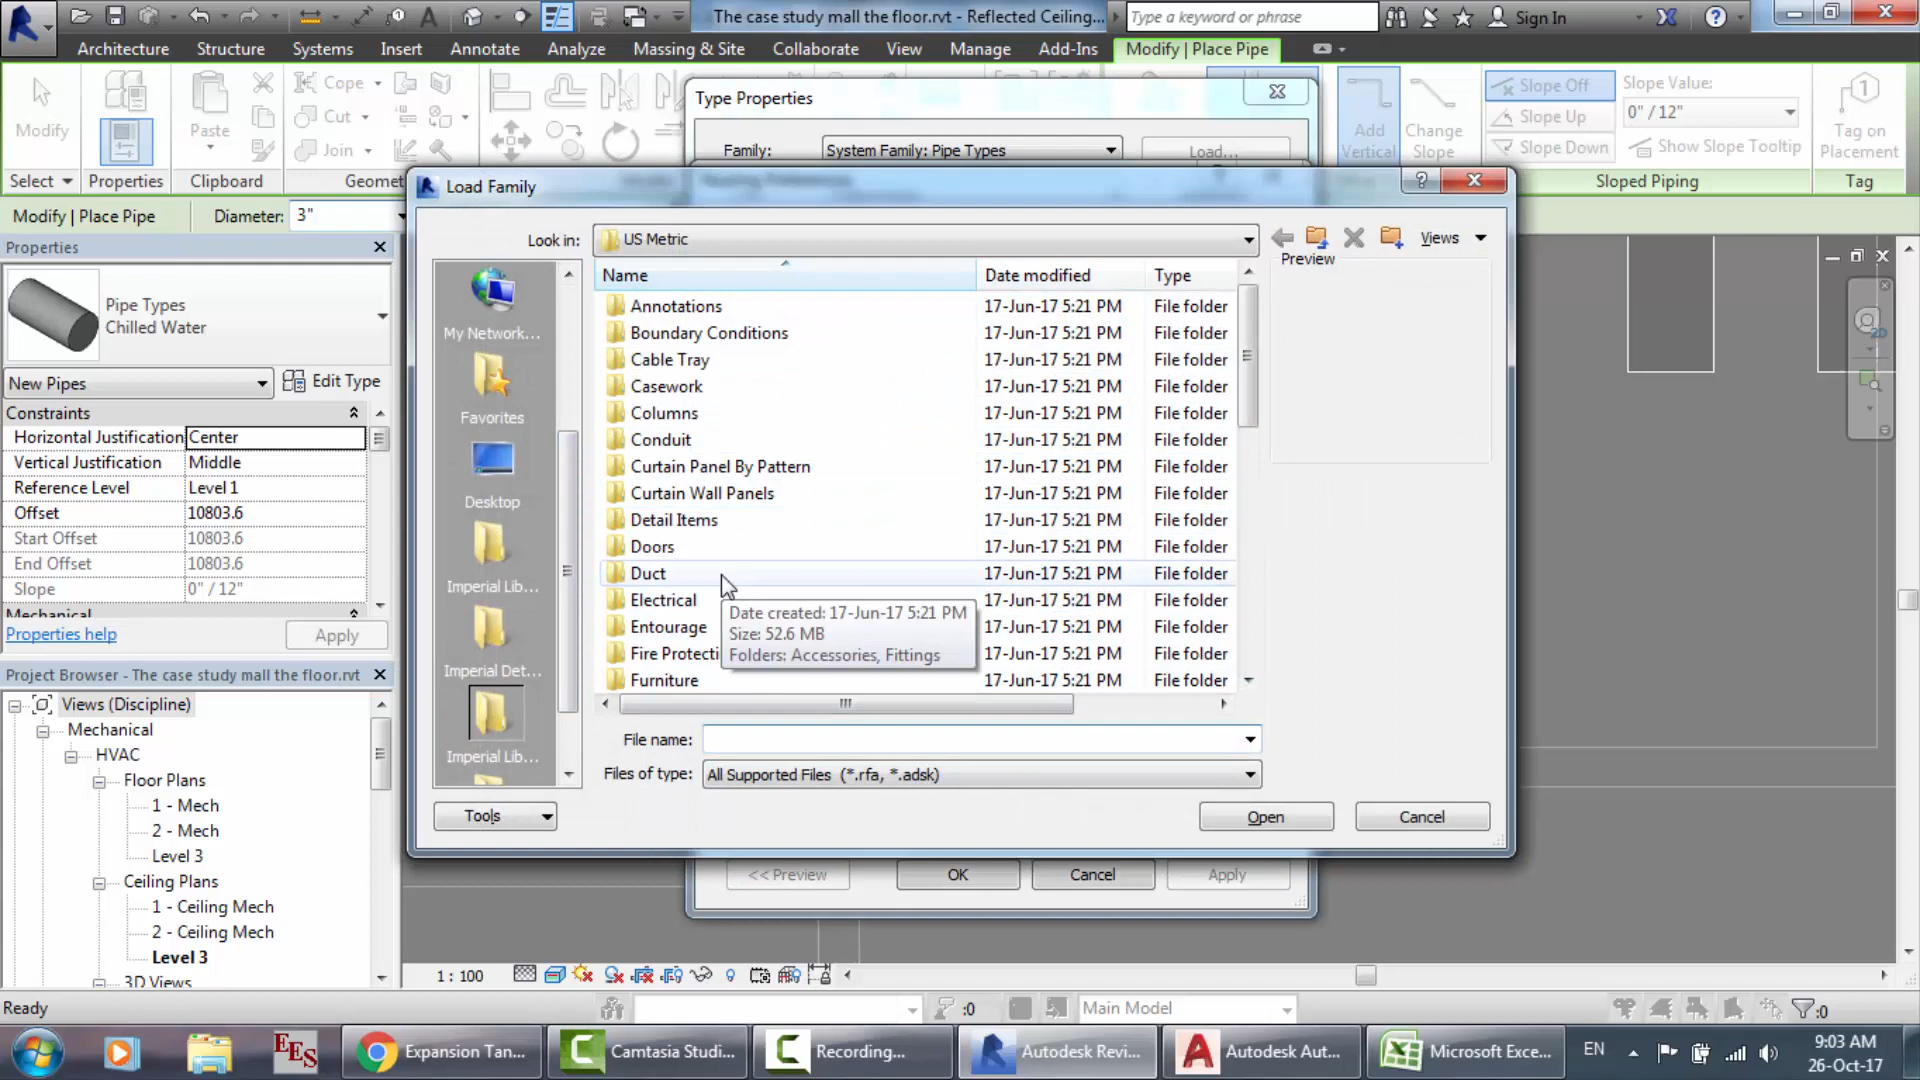 The case study mall the floor.rvt - Reflected Ceiling...
Type a keyword or phrase
Sign In
Architecture
Structure
Systems
Insert
Annotate
Analyze
Massing & Site
Collaborate
View
Manage
Add-Ins
Modify | Place Pipe
Modify
Paste
Cope
Cut
Join
Select
Properties
Clipboard
Geomet
Type Properties
Family:
System Family: Pipe Types
Load...
Add
Vertical
Change
Slope
Slope Off
Slope Up
Slope Down
Slope Value:
0" / 12"
Show Slope Tooltip
Tag on
Placement
Sloped Piping
Tag
Modify | Place Pipe
Diameter:
3"
Properties
Pipe Types
Chilled Water
New Pipes
Edit Type
Constraints
Horizontal Justification
Center
Vertical Justification
Middle
Reference Level
Level 1
Offset
10803.6
Start Offset
10803.6
End Offset
10803.6
Slope
0" / 12"
Mechanical
Properties help
Apply
Project Browser - The case study mall the floor.rvt
Views (Discipline)
Mechanical
HVAC
Floor Plans
1 - Mech
2 - Mech
Level 3
Ceiling Plans
1 - Ceiling Mech
2 - Ceiling Mech
Level 3
3D Views
Load Family
Look in:
US Metric
Views
Preview
My Network...
Favorites
Desktop
Imperial Lib...
Imperial Det...
Imperial Lib...
Name
Date modified
Type
Annotations 17-Jun-17 5:21 PM File folder
Boundary Conditions 17-Jun-17 5:21 PM File folder
Cable Tray 17-Jun-17 5:21 PM File folder
Casework 17-Jun-17 5:21 PM File folder
Columns 17-Jun-17 5:21 PM File folder
Conduit 17-Jun-17 5:21 PM File folder
Curtain Panel By Pattern 17-Jun-17 5:21 PM File folder
Curtain Wall Panels 17-Jun-17 5:21 PM File folder
Detail Items 17-Jun-17 5:21 PM File folder
Doors 17-Jun-17 5:21 PM File folder
Duct 17-Jun-17 5:21 PM File folder
Electrical 17-Jun-17 5:21 PM File folder
Entourage 17-Jun-17 5:21 PM File folder
Fire Protecti 17-Jun-17 5:21 PM File folder
Furniture 17-Jun-17 5:21 PM File folder
Date created: 17-Jun-17 5:21 PM
Size: 52.6 MB
Folders: Accessories, Fittings
File name:
Files of type:
All Supported Files (*.rfa, *.adsk)
Tools
Open
Cancel
<< Preview
OK
Cancel
Apply
2D
1 : 100
Ready
:0
Main Model
:0
EES
Expansion Tan...
Camtasia Studi...
Recording...
Autodesk Revi...
Autodesk Aut...
Microsoft Exce...
EN
9:03 AM
26-Oct-17